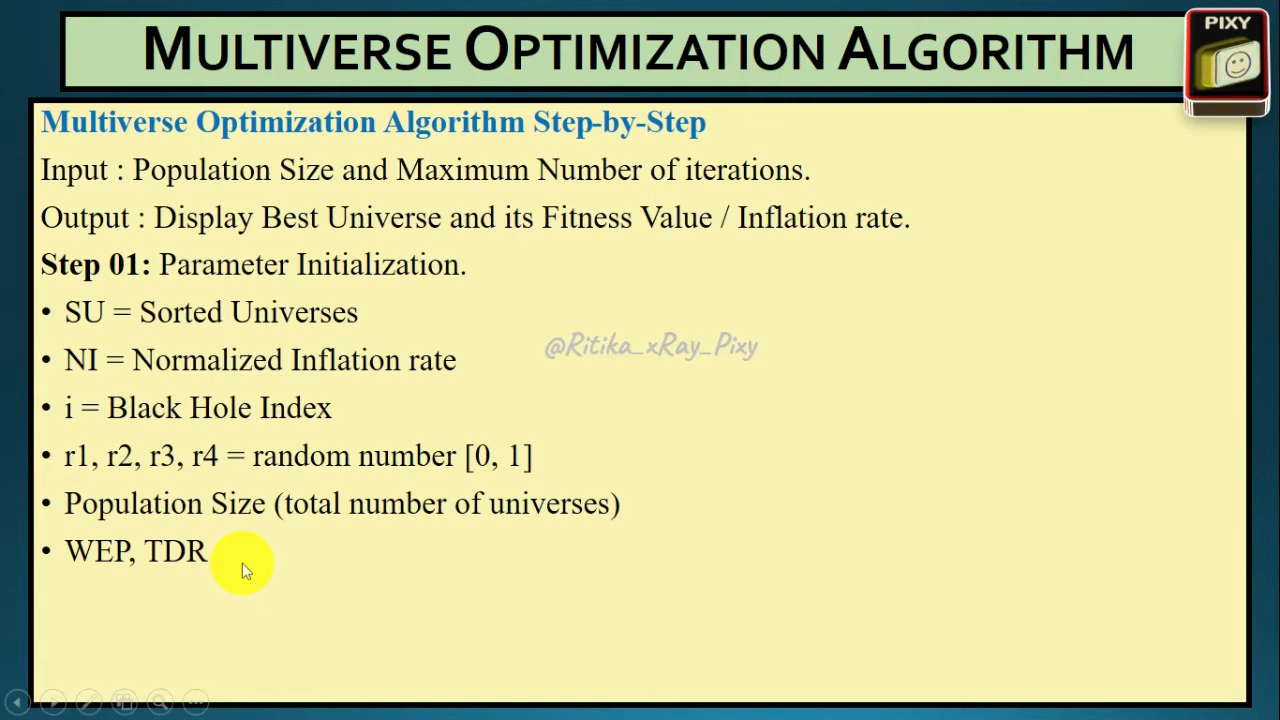 MULTIVERSE OPTIMIZATION ALGORITHM
PIXY
Multiverse Optimization Algorithm Step-by-Step
Input : Population Size and Maximum Number of iterations.
Output : Display Best Universe and its Fitness Value / Inflation rate.
Step 01: Parameter Initialization.
• SU = Sorted Universes
@Ritika_xRay_Pixy
• NI = Normalized Inflation rate
• i = Black Hole Index
• r1, r2, r3, r4 = random number [0, 1]
• Population Size (total number of universes)
• WEP, TDR